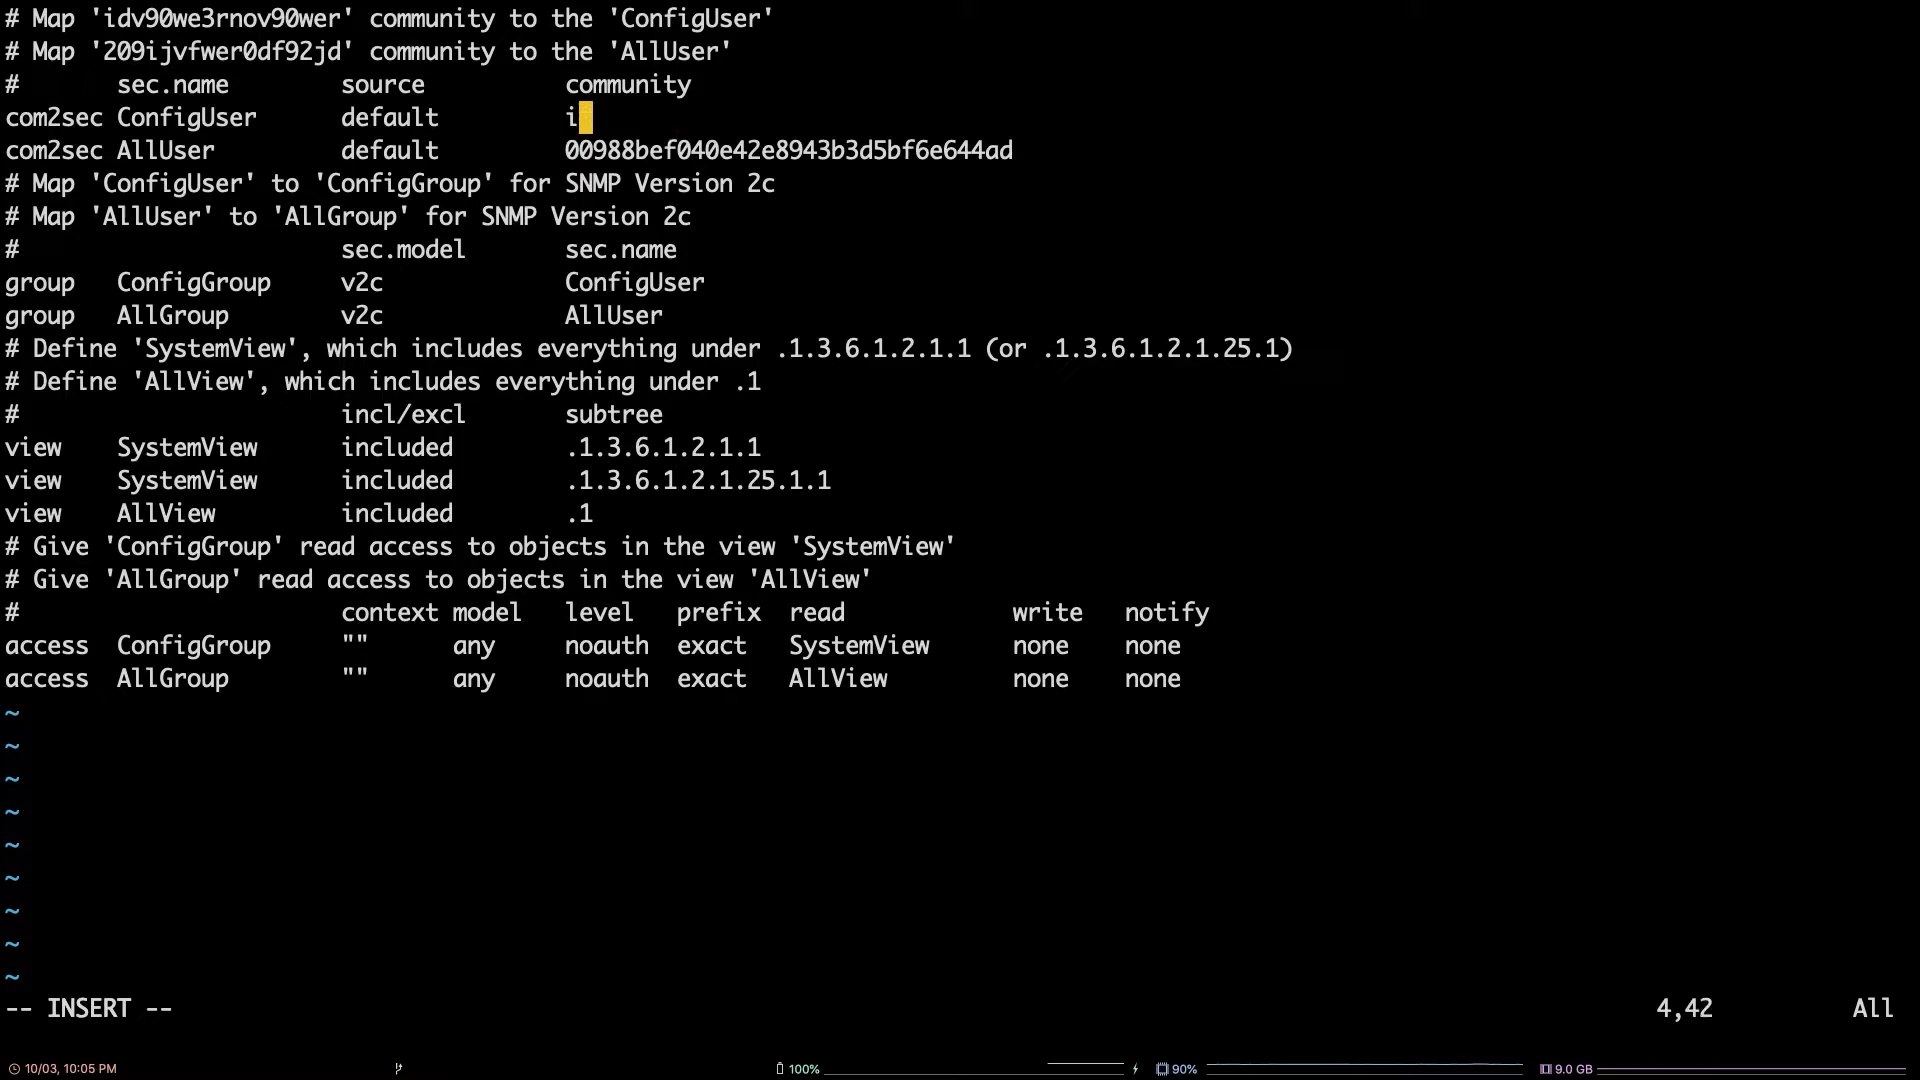 # Map 'idv90we3rnov90wer' community to the 'ConfigUser'
# Map '209ijvfwer0df92jd' community to the 'AllUser'
# sec.name source community
com2sec ConfigUser default i
com2sec AllUser default 00988bef040e42e8943b3d5bf6e644ad
# Map 'ConfigUser' to 'ConfigGroup' for SNMP Version 2c
# Map 'AllUser' to 'AllGroup' for SNMP Version 2c
# sec.model sec.name
group ConfigGroup v2c ConfigUser
group AllGroup v2c AllUser
# Define 'SystemView', which includes everything under .1.3.6.1.2.1.1 (or .1.3.6.1.2.1.25.1)
# Define 'AllView', which includes everything under .1
# incl/excl subtree
view SystemView included .1.3.6.1.2.1.1
view SystemView included .1.3.6.1.2.1.25.1.1
view AllView included .1
# Give 'ConfigGroup' read access to objects in the view 'SystemView'
# Give 'AllGroup' read access to objects in the view 'AllView'
# context model level prefix read write notify
access ConfigGroup "" any noauth exact SystemView none none
access AllGroup "" any noauth exact AllView none none
~
~
~
~
~
~
~
~
~
-- INSERT -- 4,42 All
10/03, 10:05 PM 100% 90% 9.0 GB